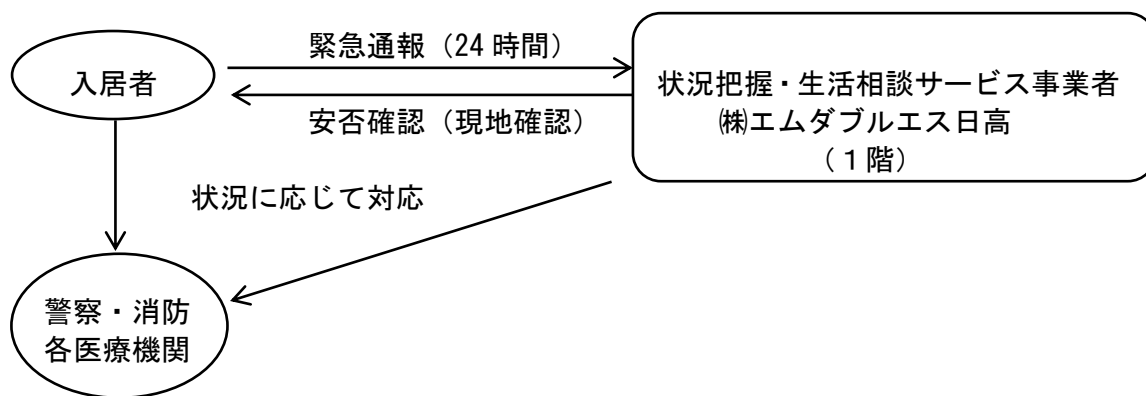 緊急通報（24 時間）
入居者
状況把握・生活相談サービス事業者
㈱エムダブルエス日高
（１階）
安否確認（現地確認）
状況に応じて対応
警察・消防
各医療機関